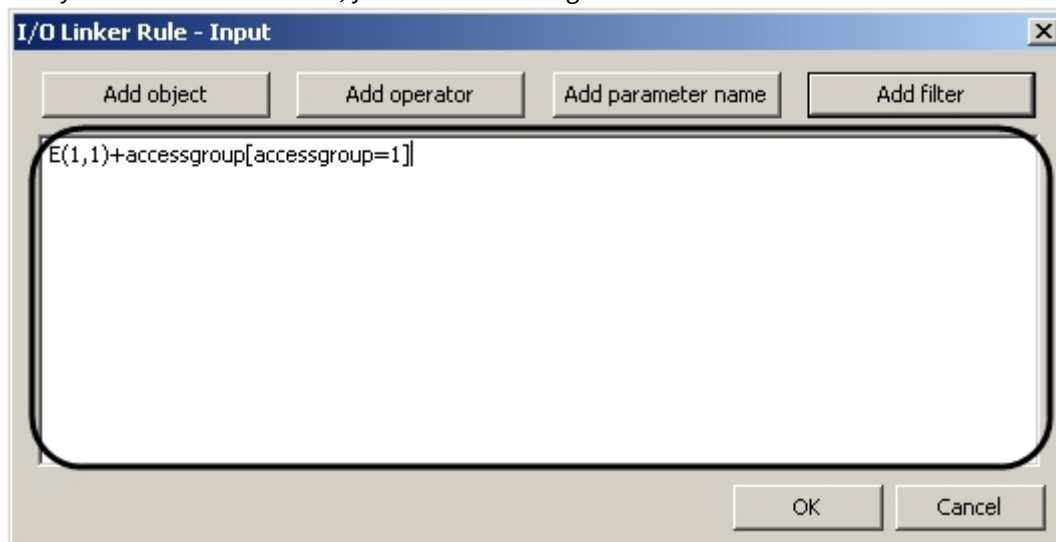 I/O Linker Rule - Input
Add object Add operator Add parameter name Add filter
E(1,1)+accessgroup[accessgroup=1]
OK Cancel